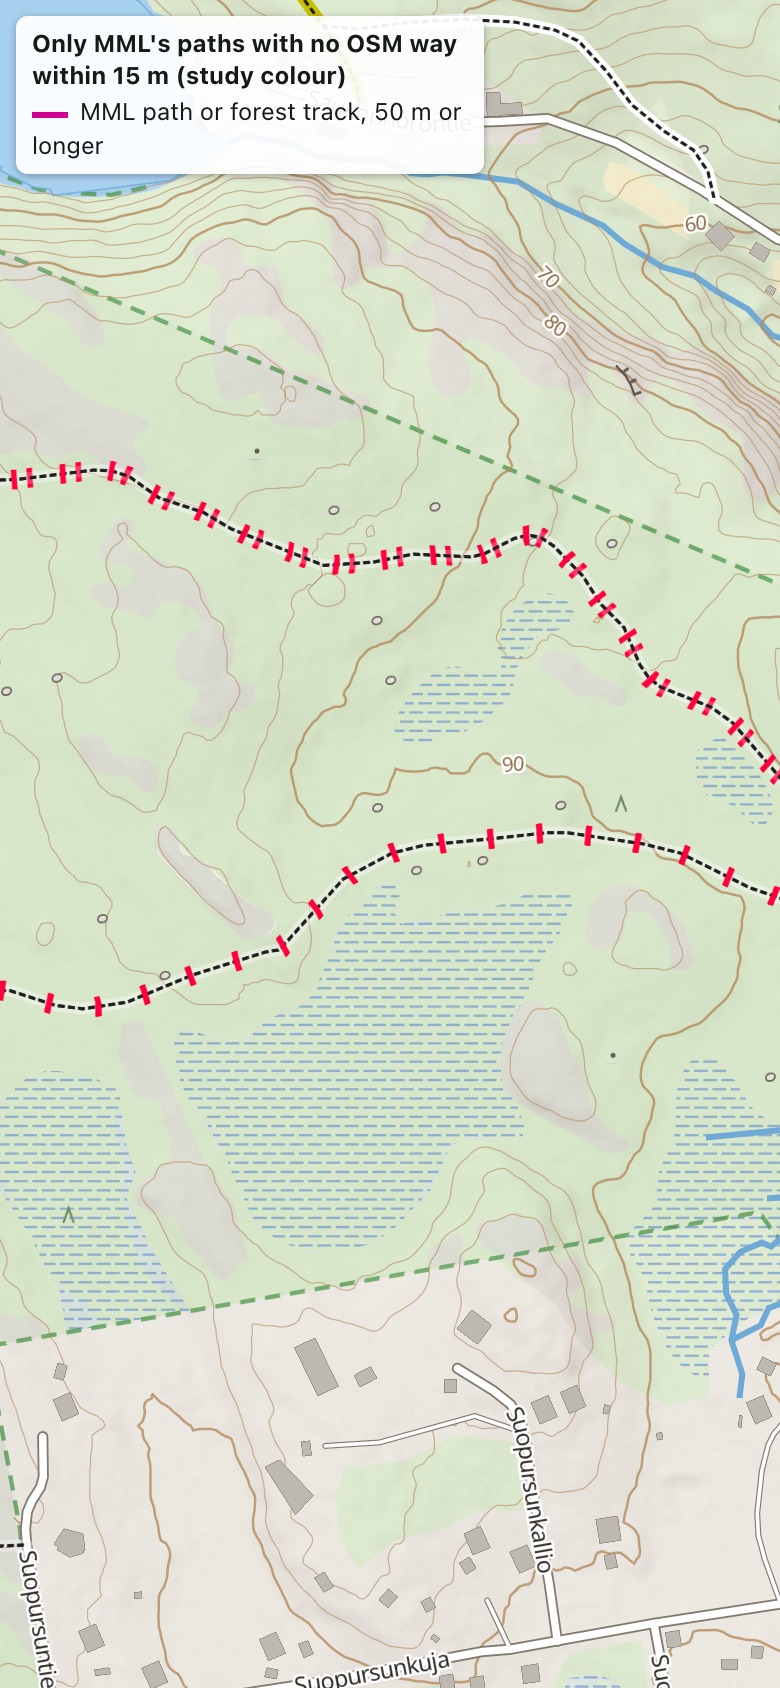 Only MML's paths with no OSM way
within 15 m (study colour)
MML path or forest track, 50 m or
longer
60
70
80
90
Suopursunkallio
Suopursuntie
Suopursunkuja
Suo